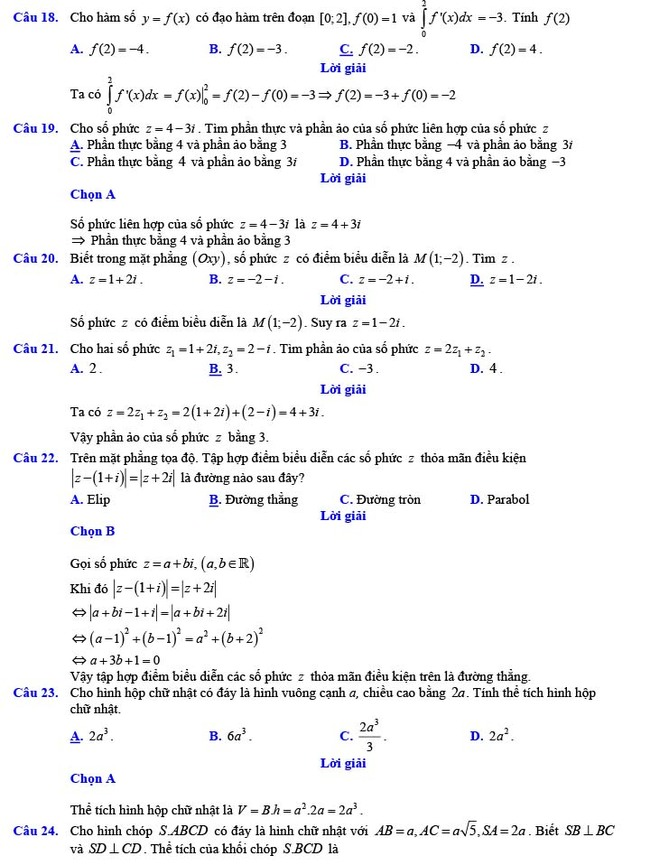 Câu 18. Cho hàm số y = f(x) có đạo hàm trên đoạn [0;2], f(0) = 1 và ∫₀² f'(x)dx = −3. Tính f(2)
A. f(2) = −4. B. f(2) = −3. C. f(2) = −2. D. f(2) = 4.
Lời giải
Ta có ∫₀² f'(x)dx = f(x)|₀² = f(2) − f(0) = −3 ⇒ f(2) = −3 + f(0) = −2
Câu 19. Cho số phức z = 4 − 3i. Tìm phần thực và phần ảo của số phức liên hợp của số phức z
A. Phần thực bằng 4 và phần ảo bằng 3 B. Phần thực bằng −4 và phần ảo bằng 3i
C. Phần thực bằng 4 và phần ảo bằng 3i D. Phần thực bằng 4 và phần ảo bằng −3
Lời giải
Chọn A
Số phức liên hợp của số phức z = 4 − 3i là z = 4 + 3i
⇒ Phần thực bằng 4 và phần ảo bằng 3
Câu 20. Biết trong mặt phẳng (Oxy), số phức z có điểm biểu diễn là M(1;−2). Tìm z.
A. z = 1 + 2i. B. z = −2 − i. C. z = −2 + i. D. z = 1 − 2i.
Lời giải
Số phức z có điểm biểu diễn là M(1;−2). Suy ra z = 1 − 2i.
Câu 21. Cho hai số phức z₁ = 1 + 2i, z₂ = 2 − i. Tìm phần ảo của số phức z = 2z₁ + z₂.
A. 2. B. 3. C. −3. D. 4.
Lời giải
Ta có z = 2z₁ + z₂ = 2(1 + 2i) + (2 − i) = 4 + 3i.
Vậy phần ảo của số phức z bằng 3.
Câu 22. Trên mặt phẳng tọa độ. Tập hợp điểm biểu diễn các số phức z thỏa mãn điều kiện
|z − (1 + i)| = |z + 2i| là đường nào sau đây?
A. Elip B. Đường thẳng C. Đường tròn D. Parabol
Lời giải
Chọn B
Gọi số phức z = a + bi, (a, b ∈ ℝ)
Khi đó |z − (1 + i)| = |z + 2i|
⇔ |a + bi − 1 + i| = |a + bi + 2i|
⇔ (a − 1)² + (b − 1)² = a² + (b + 2)²
⇔ a + 3b + 1 = 0
Vậy tập hợp điểm biểu diễn các số phức z thỏa mãn điều kiện trên là đường thẳng.
Câu 23. Cho hình hộp chữ nhật có đáy là hình vuông cạnh a, chiều cao bằng 2a. Tính thể tích hình hộp
chữ nhật.
A. 2a³. B. 6a³. C. 2a³/3. D. 2a².
Lời giải
Chọn A
Thể tích hình hộp chữ nhật là V = B.h = a².2a = 2a³.
Câu 24. Cho hình chóp S.ABCD có đáy là hình chữ nhật với AB = a, AC = a√5, SA = 2a. Biết SB ⊥ BC
và SD ⊥ CD. Thể tích của khối chóp S.BCD là